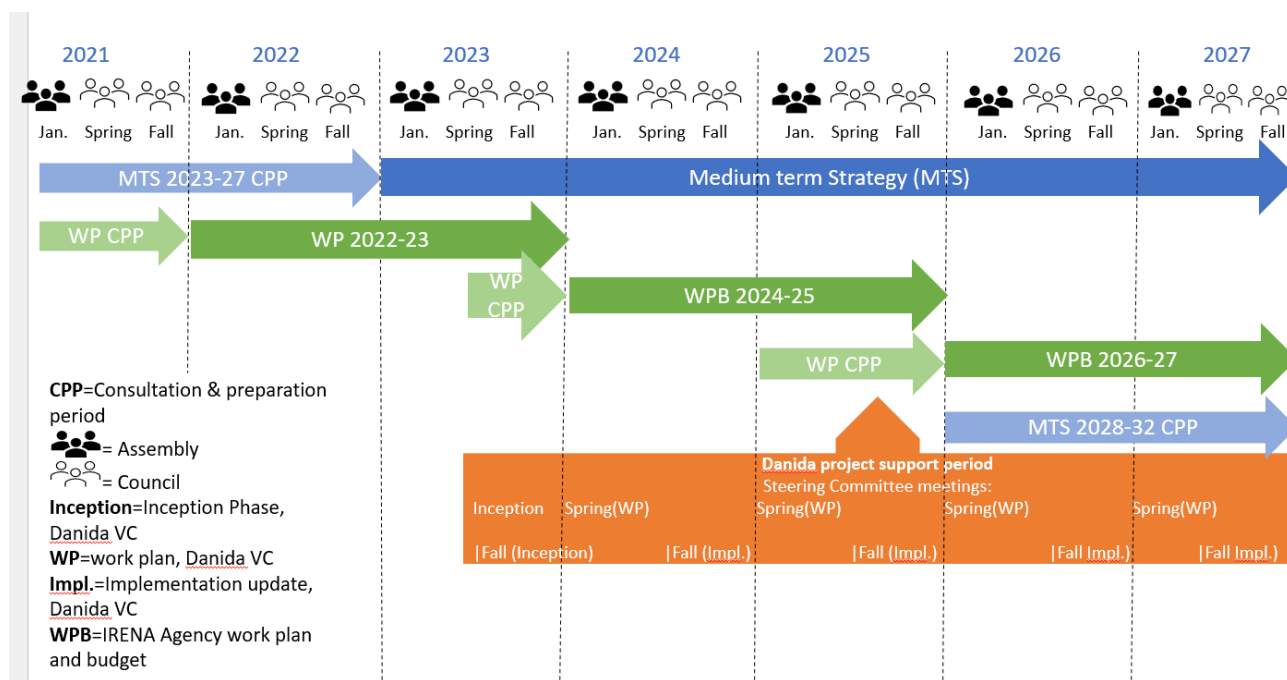 2021 2022 2023 2024 2025 2026 2027
Jan. Spring Fall Jan. Spring Fall Jan. Spring Fall Jan. Spring Fall Jan. Spring Fall Jan. Spring Fall Jan. Spring Fall
MTS 2023-27 CPP
Medium term Strategy (MTS)
WP CPP
WP 2022-23
WP
CPP
WPB 2024-25
WP CPP
WPB 2026-27
MTS 2028-32 CPP
CPP=Consultation & preparation
period
= Assembly
= Council
Inception=Inception Phase,
Danida VC
WP=work plan, Danida VC
Impl.=Implementation update,
Danida VC
WPB=IRENA Agency work plan
and budget
Danida project support period
Steering Committee meetings:
Inception Spring(WP) Spring(WP) Spring(WP) Spring(WP)
|Fall (Inception) |Fall (Impl.) |Fall (Impl.) |Fall Impl.) |Fall Impl.)